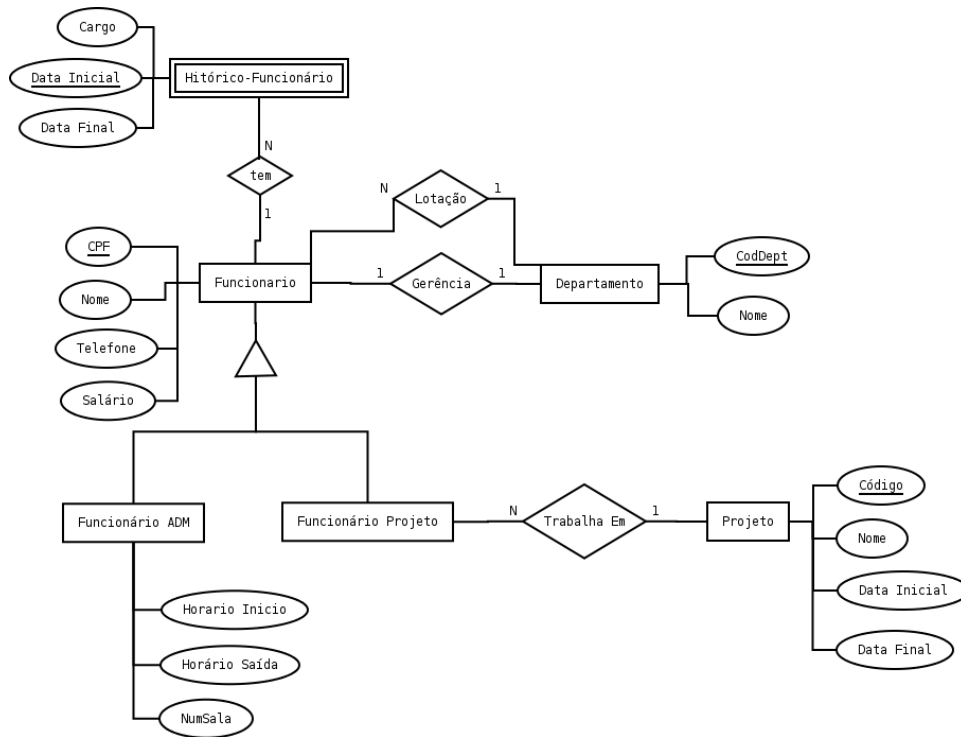 Cargo
Data Inicial
Hitórico-Funcionário
Data Final
N
tem
1
N
Lotação
1
CPF
Nome
Telefone
Salário
Funcionario
1
Gerência
1
Departamento
CodDept
Nome
Funcionário ADM
Funcionário Projeto
N
Trabalha Em
1
Projeto
Código
Nome
Data Inicial
Data Final
Horario Inicio
Horário Saída
NumSala